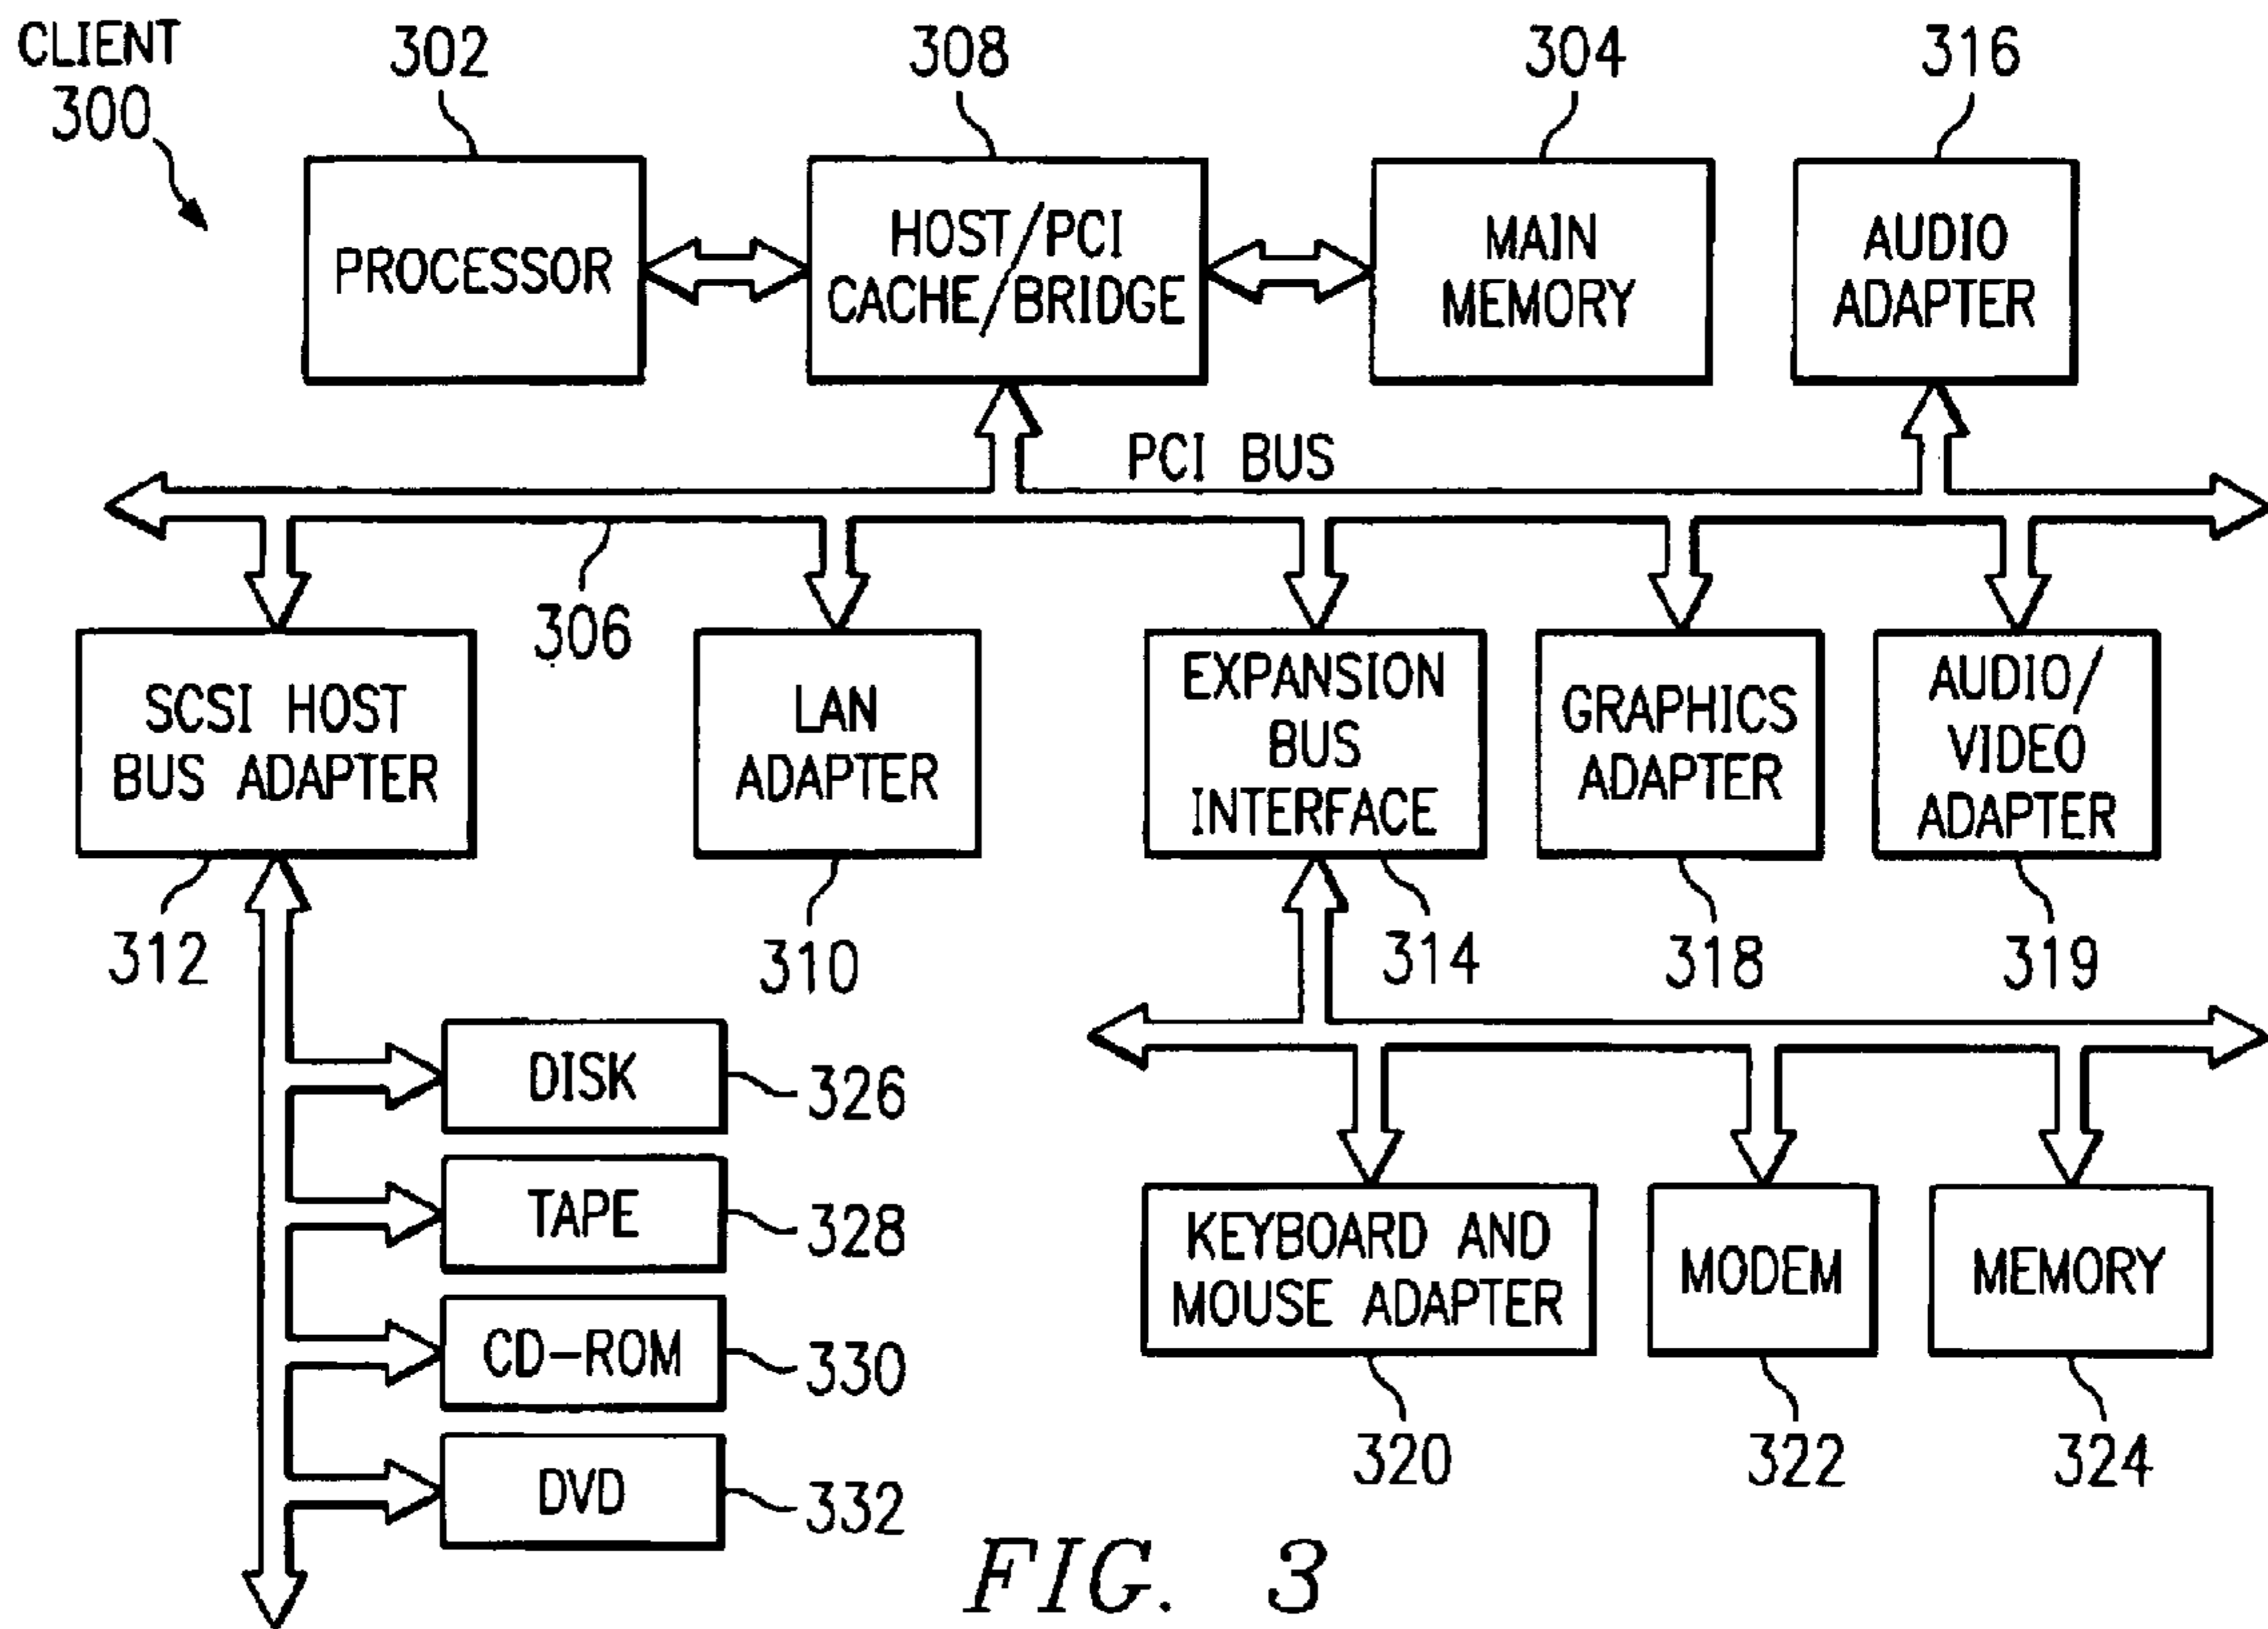 CLIENT
300
302
308
304
316
PROCESSOR
HOST/PCI
CACHE/BRIDGE
MAIN
MEMORY
AUDIO
ADAPTER
PCI BUS
306
SCSI HOST
BUS ADAPTER
LAN
ADAPTER
EXPANSION
BUS
INTERFACE
GRAPHICS
ADAPTER
AUDIO/
VIDEO
ADAPTER
312
310
314
318
319
DISK
326
TAPE
328
CD-ROM
330
DVD
332
KEYBOARD AND
MOUSE ADAPTER
MODEM
MEMORY
320
322
324
FIG. 3